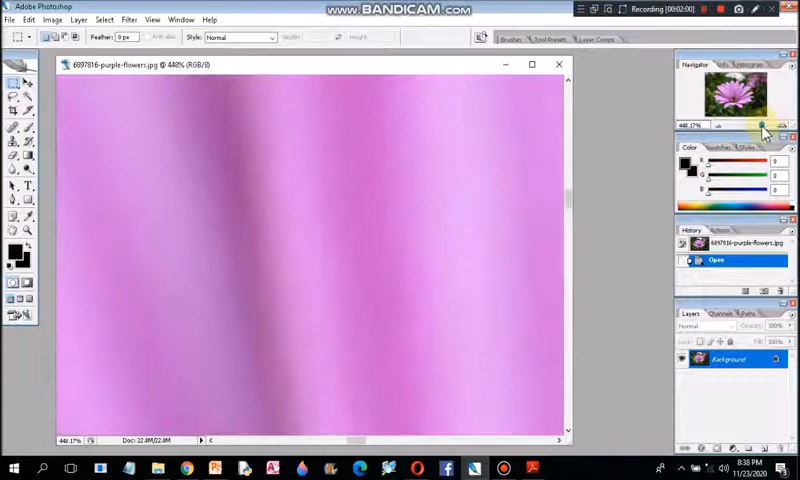 Adobe Photoshop
www.BANDICAM.com
Recording [00:02:00]
File Edit Image Layer Select Filter View Window Help
Feather: 0 px Anti-alias Style: Normal Width: Height: Brushes Tool Presets Layer Comps
6897816-purple-flowers.jpg @ 448% (RGB/8)
Navigator Info Histogram
448.17%
Color Swatches Styles
R 0
G 0
B 0
History Actions
6897816-purple-flowers.jpg
Open
Layers Channels Paths
Normal Opacity: 100%
Lock: Fill: 100%
Background
448.17% Doc: 22.8M/22.8M
8:38 PM
11/23/2020